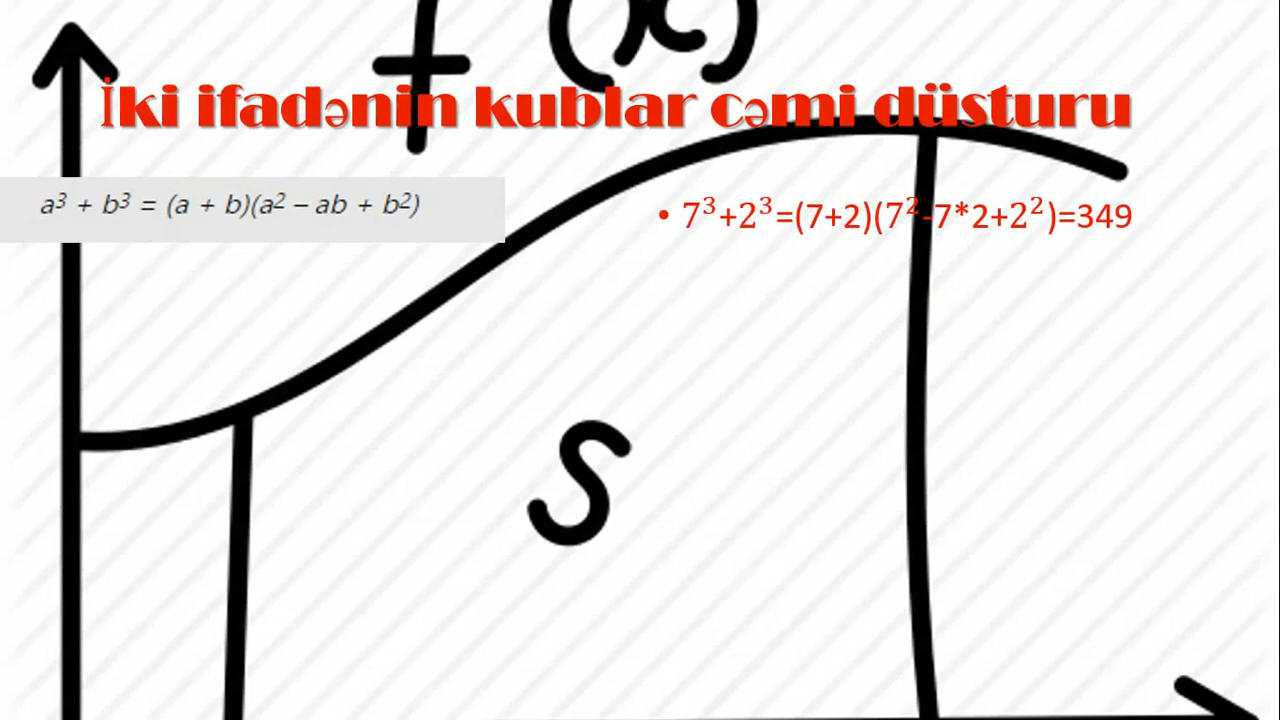 f(x)
İki ifadənin kublar cəmi düsturu
a³ + b³ = (a + b)(a² – ab + b²)
• 7³+2³=(7+2)(7²-7*2+2²)=349
S